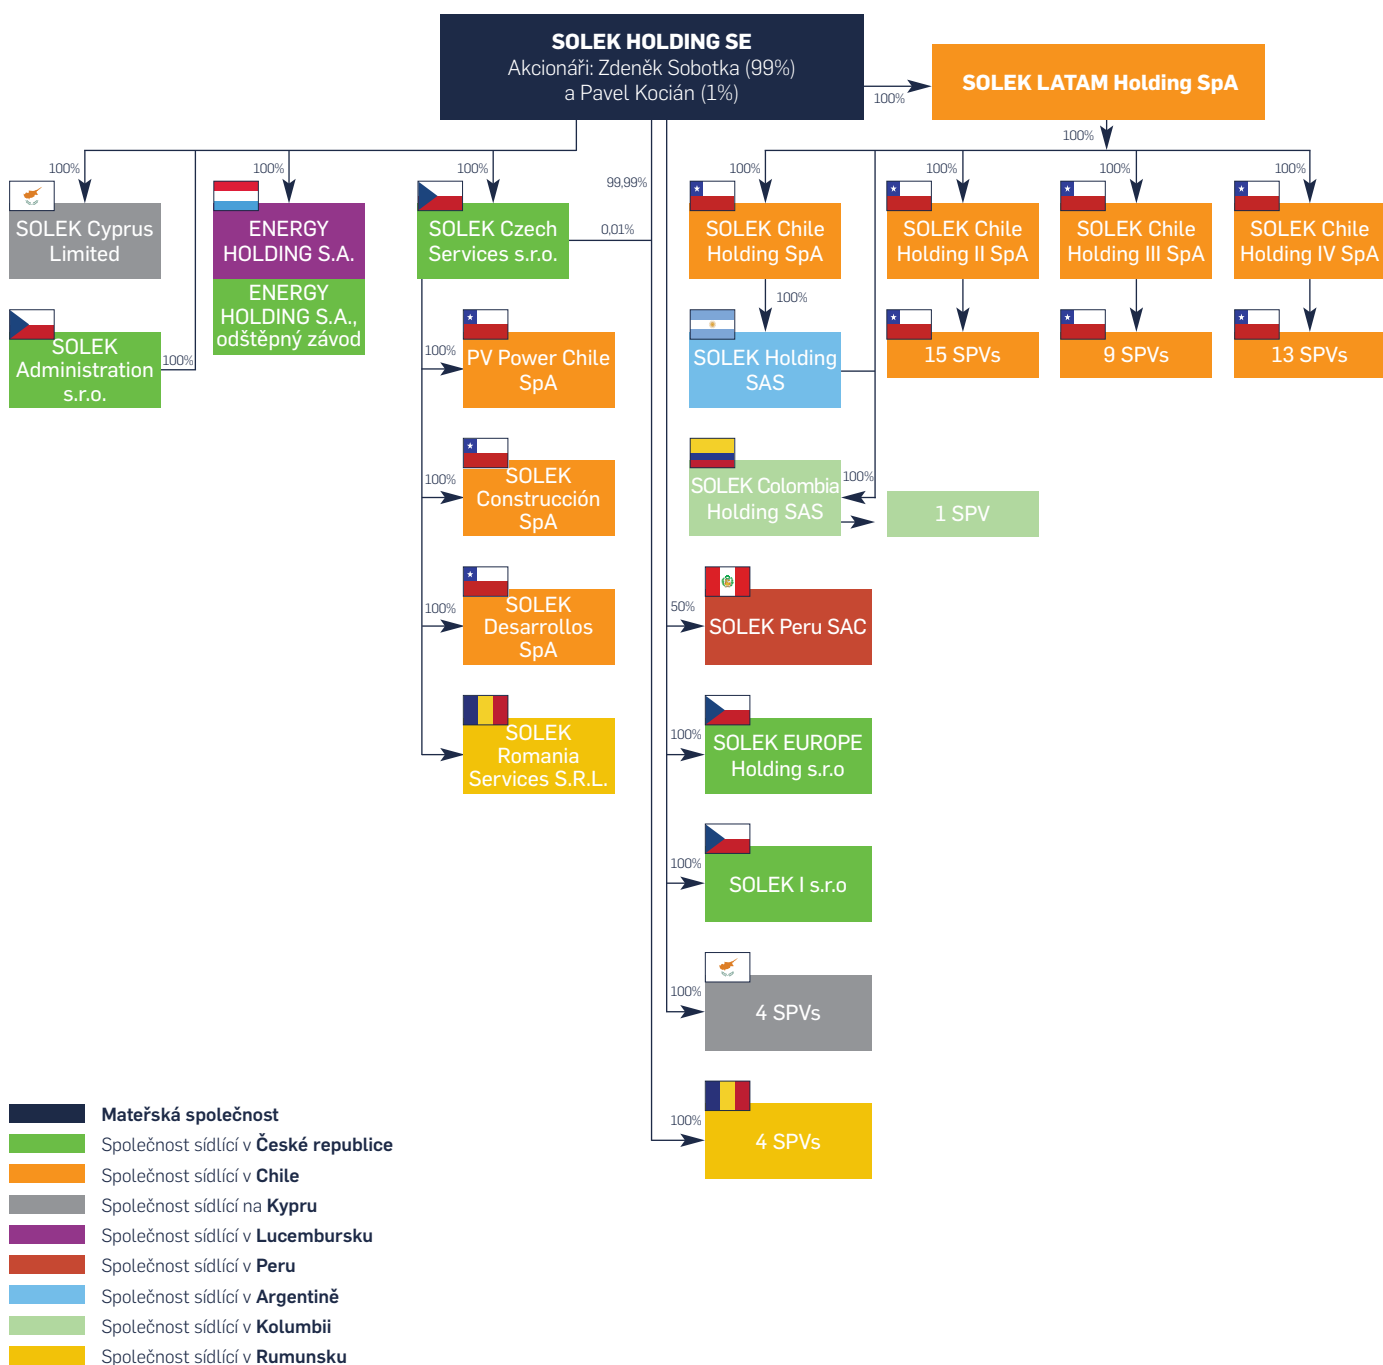 SOLEK HOLDING SE
Akcionáři: Zdeněk Sobotka (99%)
a Pavel Kocián (1%)
100%
SOLEK LATAM Holding SpA
100%
100%
100%
100%
99,99%
0,01%
100%
100%
100%
100%
SOLEK Cyprus
Limited
ENERGY
HOLDING S.A.
ENERGY
HOLDING S.A.,
odštěpný závod
SOLEK Czech
Services s.r.o.
SOLEK Chile
Holding SpA
SOLEK Chile
Holding II SpA
SOLEK Chile
Holding III SpA
SOLEK Chile
Holding IV SpA
SOLEK
Administration
s.r.o.
100%
100%
PV Power Chile
SpA
100%
SOLEK Holding
SAS
15 SPVs
9 SPVs
13 SPVs
100%
SOLEK
Construcción
SpA
SOLEK Colombia
Holding SAS
100%
1 SPV
100%
SOLEK
Desarrollos
SpA
50%
SOLEK Peru SAC
SOLEK
Romania
Services S.R.L.
100%
SOLEK EUROPE
Holding s.r.o
100%
SOLEK I s.r.o
100%
4 SPVs
100%
4 SPVs
Mateřská společnost
Společnost sídlící v České republice
Společnost sídlící v Chile
Společnost sídlící na Kypru
Společnost sídlící v Lucembursku
Společnost sídlící v Peru
Společnost sídlící v Argentině
Společnost sídlící v Kolumbii
Společnost sídlící v Rumunsku